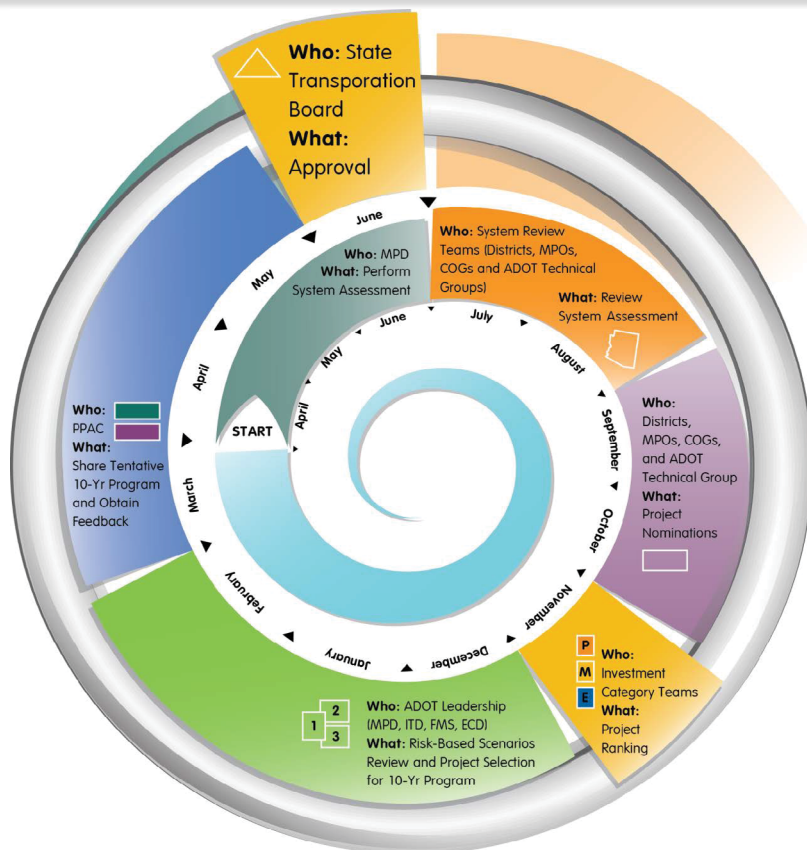 Who: State
Transporation
Board
What:
Approval
Who: MPD
What: Perform
System Assessment
Who: System Review
Teams (Districts, MPOs,
COGs and ADOT Technical
Groups)
What: Review
System Assessment
Who:
Districts,
MPOs, COGs,
and ADOT
Technical Group
What:
Project
Nominations
P
M
E
Who:
Investment
Category Teams
What:
Project
Ranking
1
2
3
Who: ADOT Leadership
(MPD, ITD, FMS, ECD)
What: Risk-Based Scenarios
Review and Project Selection
for 10-Yr Program
Who:
PPAC
What:
Share Tentative
10-Yr Program
and Obtain
Feedback
START
April
May
June
July
August
September
October
November
December
January
February
March
April
May
June